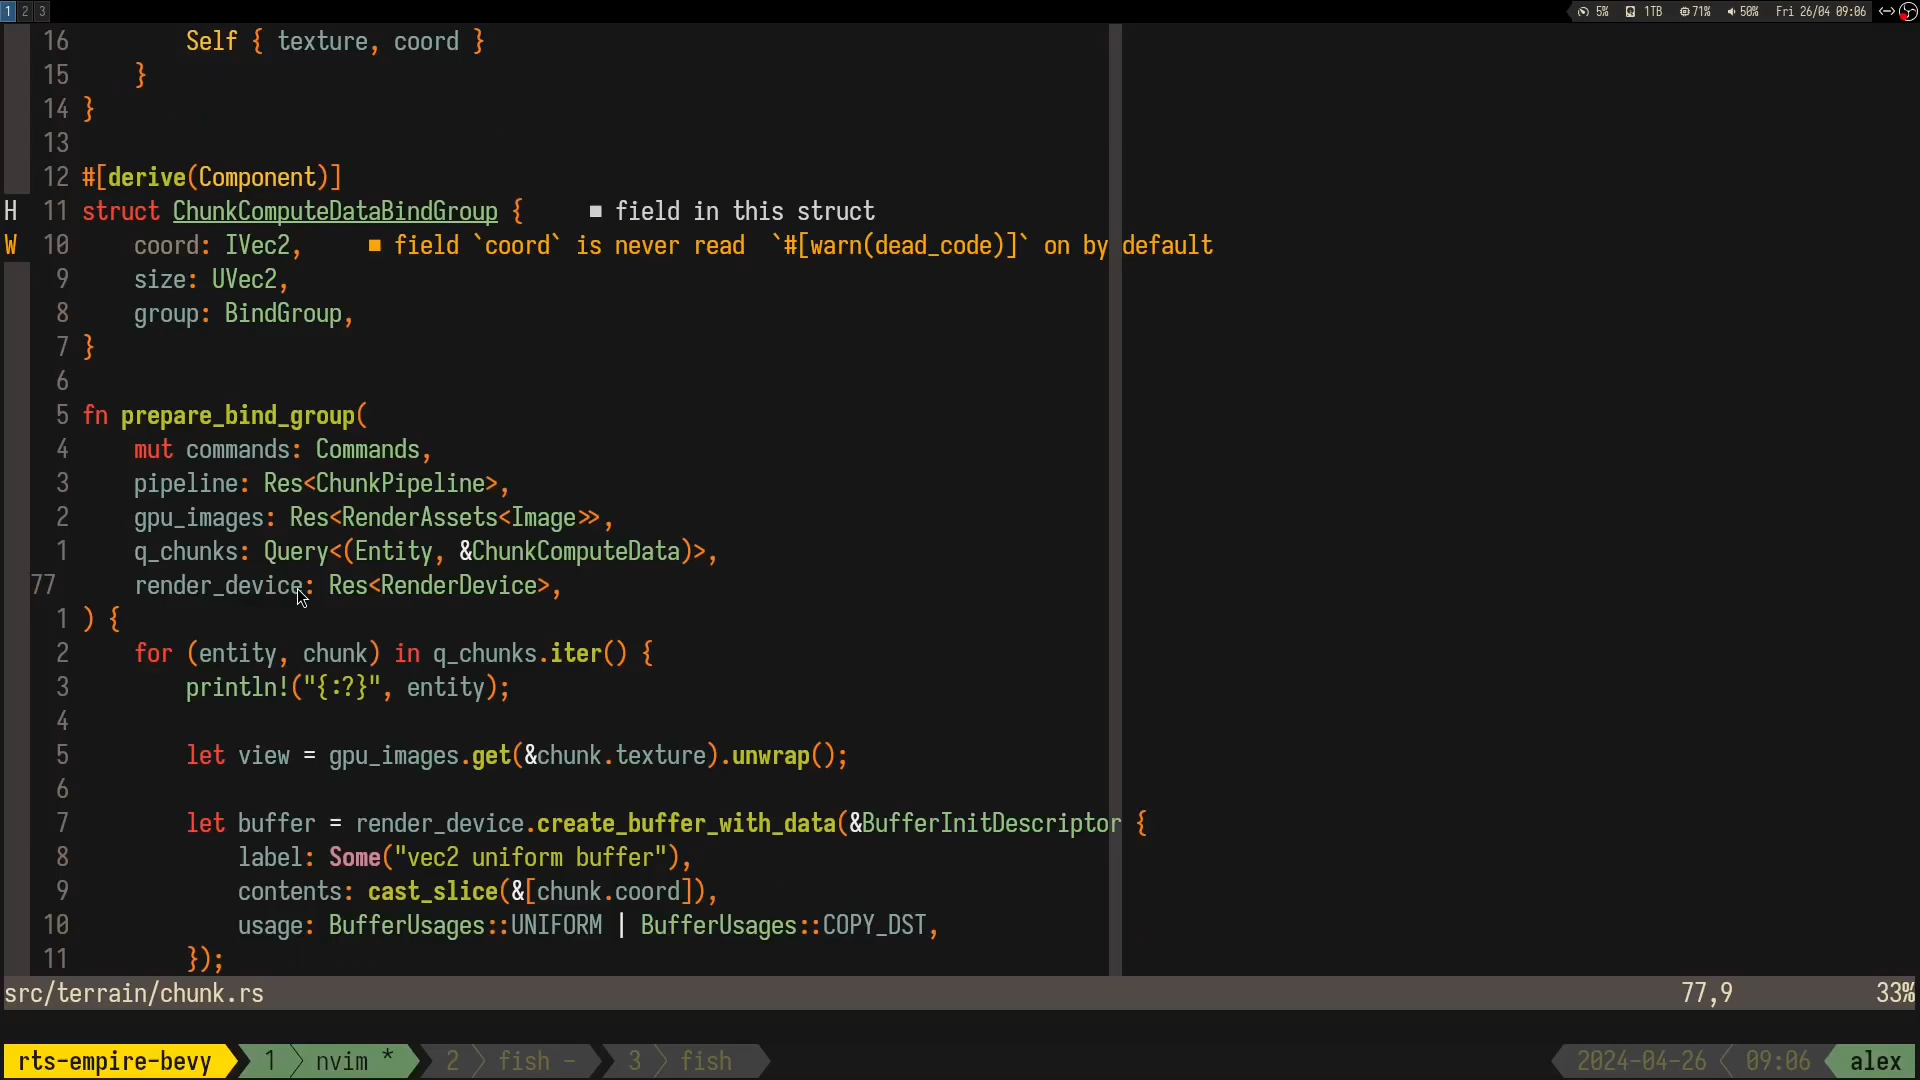 1 2 3 5% 1TB 71% 50% Fri 26/04 09:06
16 Self { texture, coord }
15 }
14 }
13
12 #[derive(Component)]
H 11 struct ChunkComputeDataBindGroup { ■ field in this struct
W 10 coord: IVec2, ■ field `coord` is never read `#[warn(dead_code)]` on by default
9 size: UVec2,
8 group: BindGroup,
7 }
6
5 fn prepare_bind_group(
4 mut commands: Commands,
3 pipeline: Res<ChunkPipeline>,
2 gpu_images: Res<RenderAssets<Image>>,
1 q_chunks: Query<(Entity, &ChunkComputeData)>,
77 render_device: Res<RenderDevice>,
1 ) {
2 for (entity, chunk) in q_chunks.iter() {
3 println!("{:?}", entity);
4
5 let view = gpu_images.get(&chunk.texture).unwrap();
6
7 let buffer = render_device.create_buffer_with_data(&BufferInitDescriptor {
8 label: Some("vec2 uniform buffer"),
9 contents: cast_slice(&[chunk.coord]),
10 usage: BufferUsages::UNIFORM | BufferUsages::COPY_DST,
11 });
src/terrain/chunk.rs 77,9 33%
rts-empire-bevy 1 nvim * 2 fish - 3 fish 2024-04-26 09:06 alex